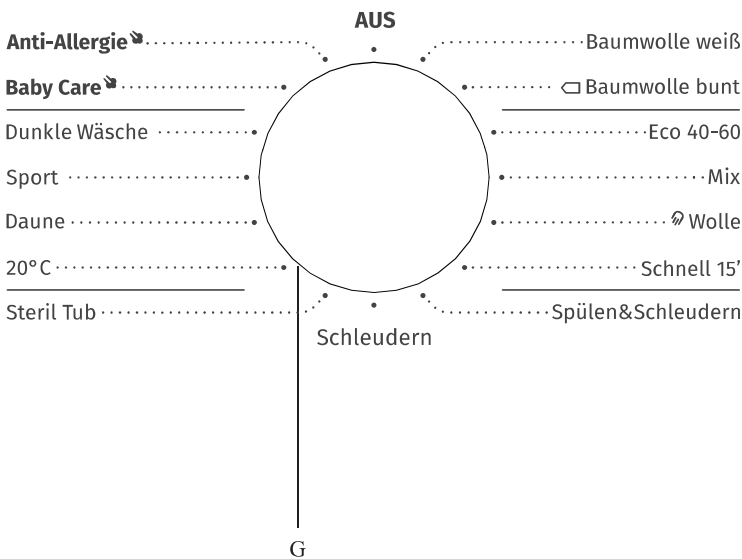 AUS
Anti-Allergie
Baby Care
Dunkle Wäsche
Sport
Daune
20°C
Steril Tub
Baumwolle weiß
Baumwolle bunt
Eco 40-60
Mix
Wolle
Schnell 15’
Spülen&Schleudern
Schleudern
G